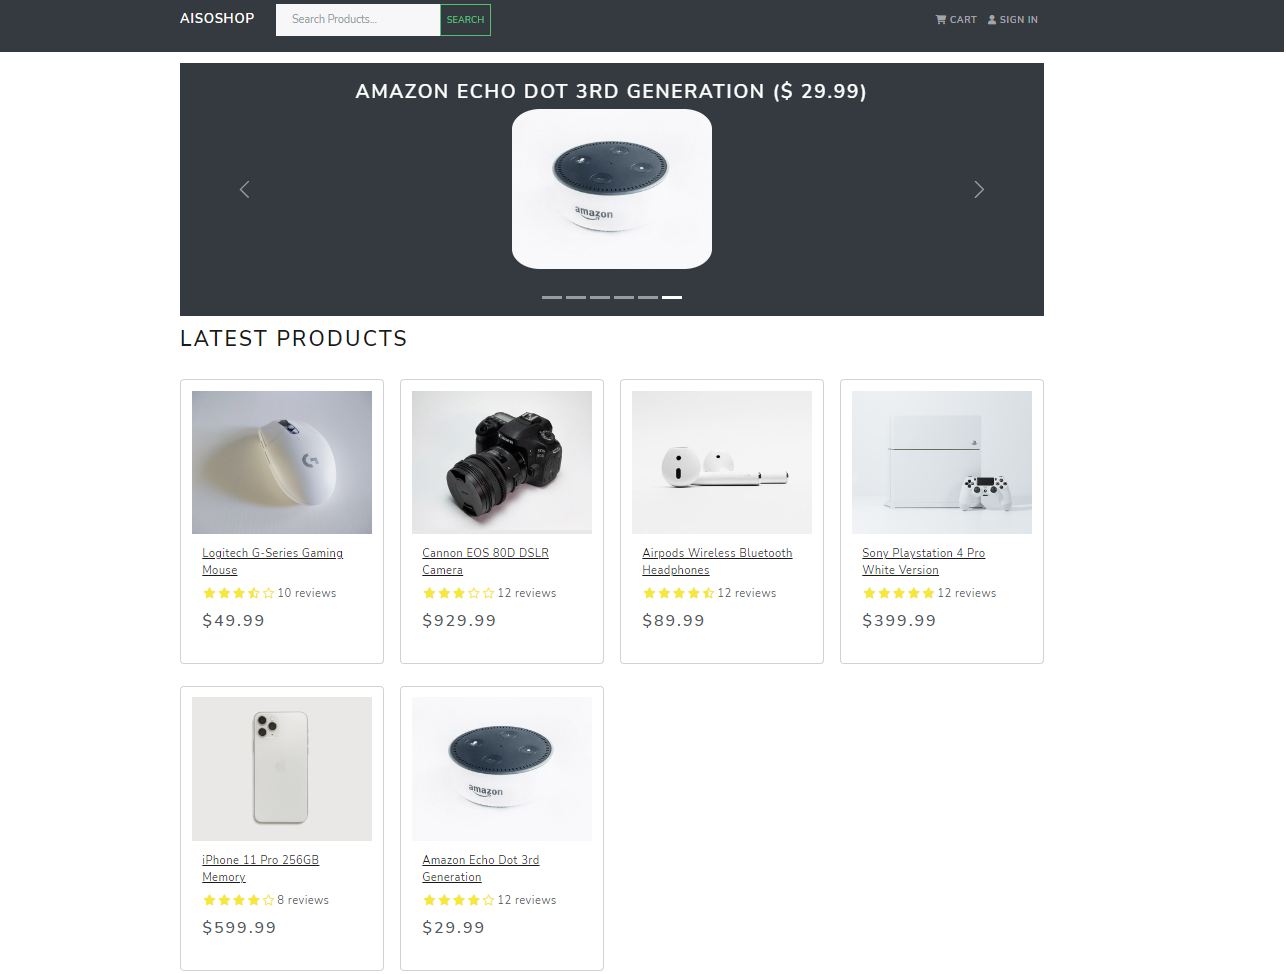 AISOSHOP
Search Products...
SEARCH
CART
SIGN IN
AMAZON ECHO DOT 3RD GENERATION ($ 29.99)
amazon
LATEST PRODUCTS
Logitech G-Series Gaming
Mouse
10 reviews
$49.99
Cannon EOS 80D DSLR
Camera
12 reviews
$929.99
Airpods Wireless Bluetooth
Headphones
12 reviews
$89.99
Sony Playstation 4 Pro
White Version
12 reviews
$399.99
iPhone 11 Pro 256GB
Memory
8 reviews
$599.99
amazon
Amazon Echo Dot 3rd
Generation
12 reviews
$29.99